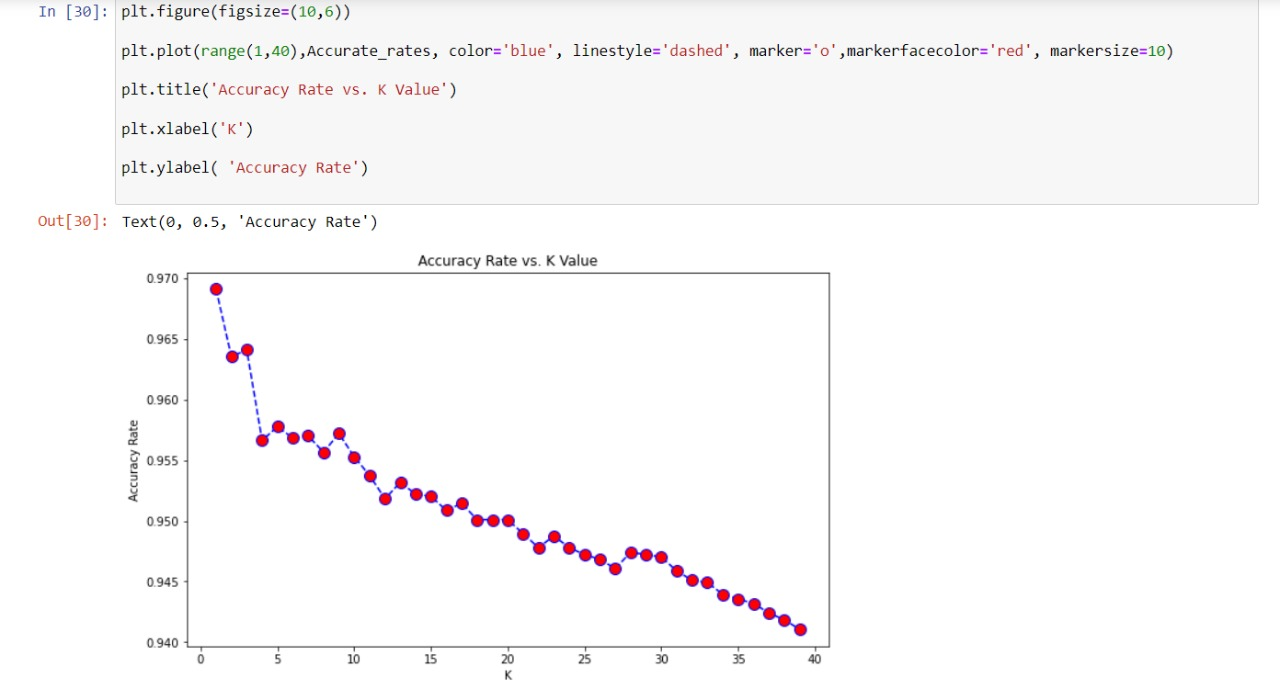 In [30]: plt.figure(figsize=(10,6))
plt.plot(range(1,40),Accurate_rates, color='blue', linestyle='dashed', marker='o',markerfacecolor='red', markersize=10)
plt.title('Accuracy Rate vs. K Value')
plt.xlabel('K')
plt.ylabel( 'Accuracy Rate')
Out[30]: Text(0, 0.5, 'Accuracy Rate')
Accuracy Rate vs. K Value
0.970
0.965
0.960
0.955
0.950
0.945
0.940
Accuracy Rate
0 5 10 15 20 25 30 35 40
K